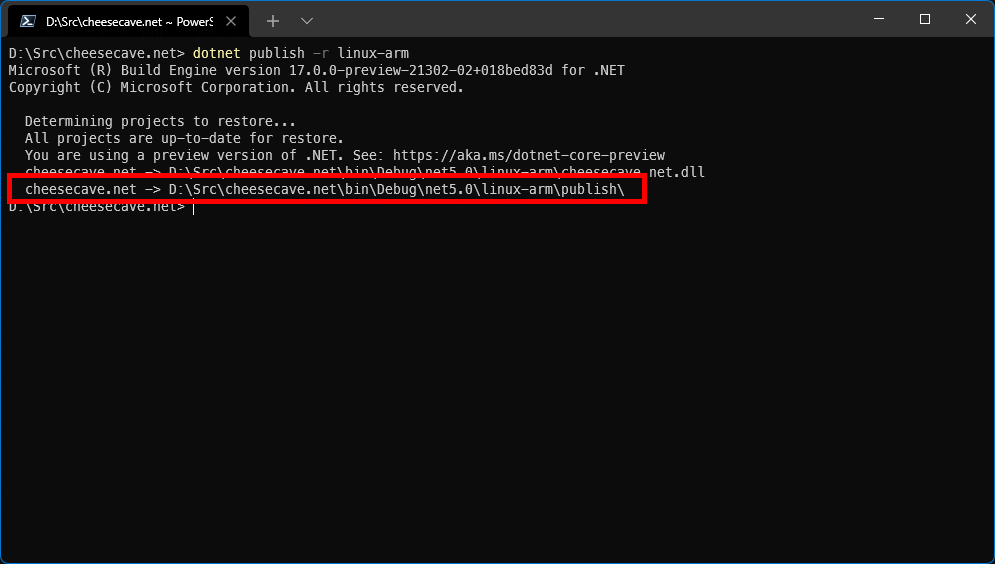 D:\Src\cheesecave.net ~ PowerS
D:\Src\cheesecave.net> dotnet publish -r linux-arm
Microsoft (R) Build Engine version 17.0.0-preview-21302-02+018bed83d for .NET
Copyright (C) Microsoft Corporation. All rights reserved.
Determining projects to restore...
All projects are up-to-date for restore.
You are using a preview version of .NET. See: https://aka.ms/dotnet-core-preview
cheesecave.net -> D:\Src\cheesecave.net\bin\Debug\net5.0\linux-arm\cheesecave.net.dll
cheesecave.net -> D:\Src\cheesecave.net\bin\Debug\net5.0\linux-arm\publish\
D:\Src\cheesecave.net>